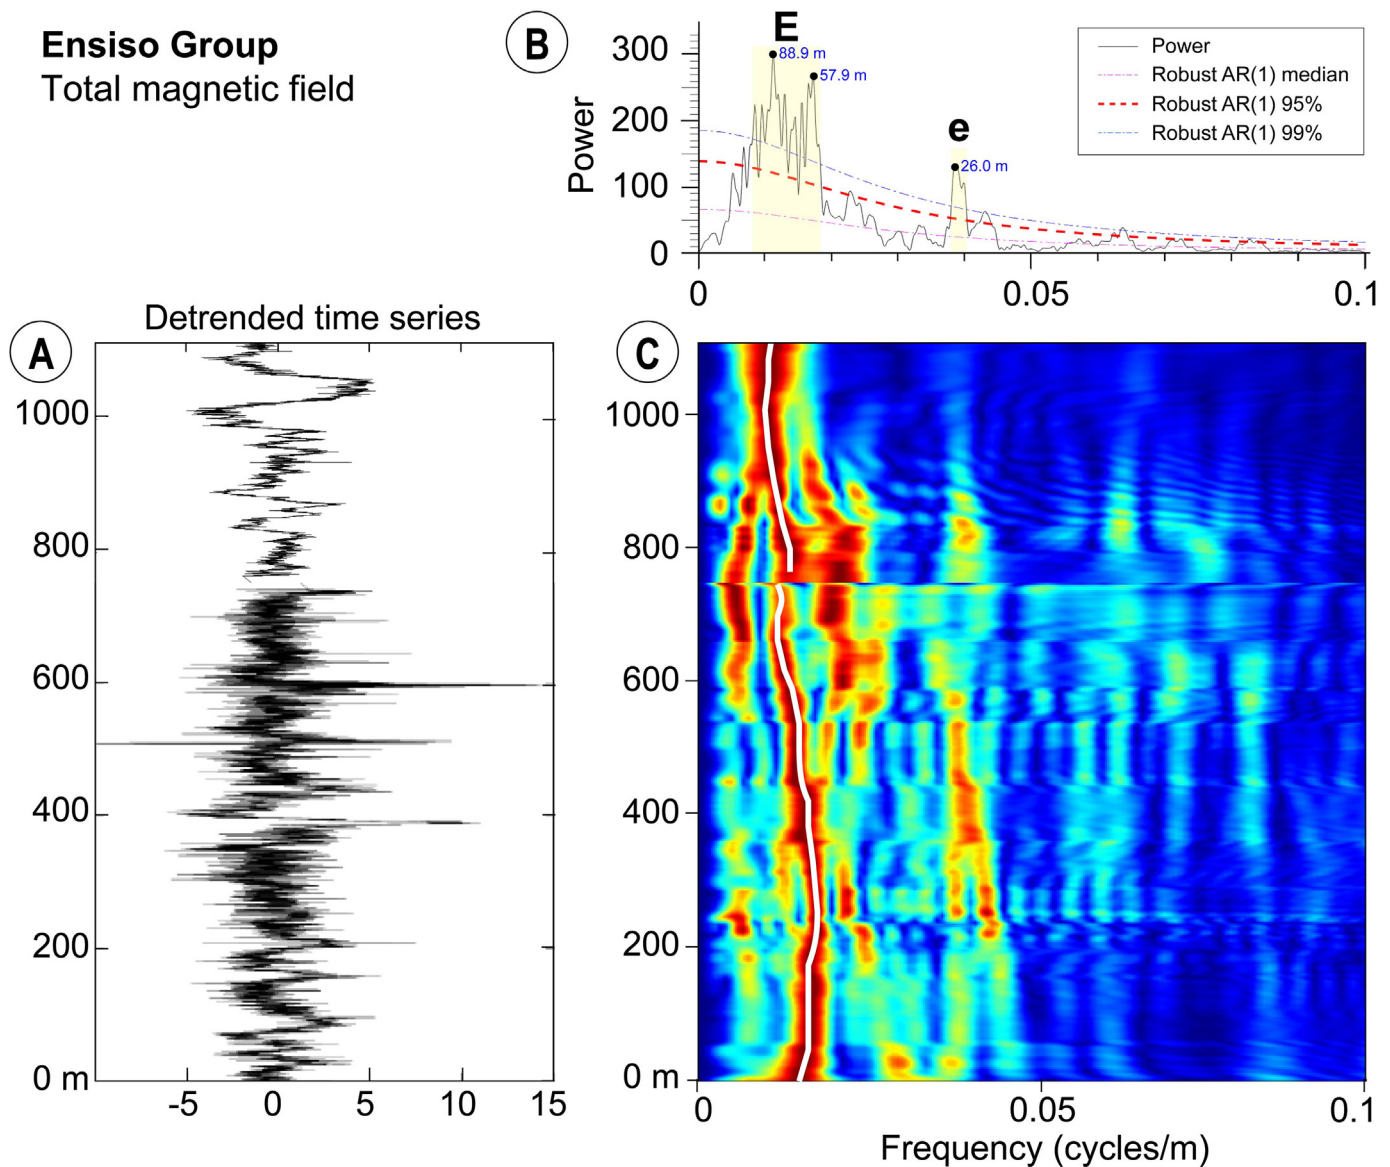 Ensiso Group
Total magnetic field
B
E
88.9 m
57.9 m
e
26.0 m
Power
300
200
100
0
0
0.05
0.1
Power
Robust AR(1) median
Robust AR(1) 95%
Robust AR(1) 99%
Detrended time series
A
1000
800
600
400
200
0 m
-5
0
5
10
15
C
1000
800
600
400
200
0 m
0
0.05
0.1
Frequency (cycles/m)